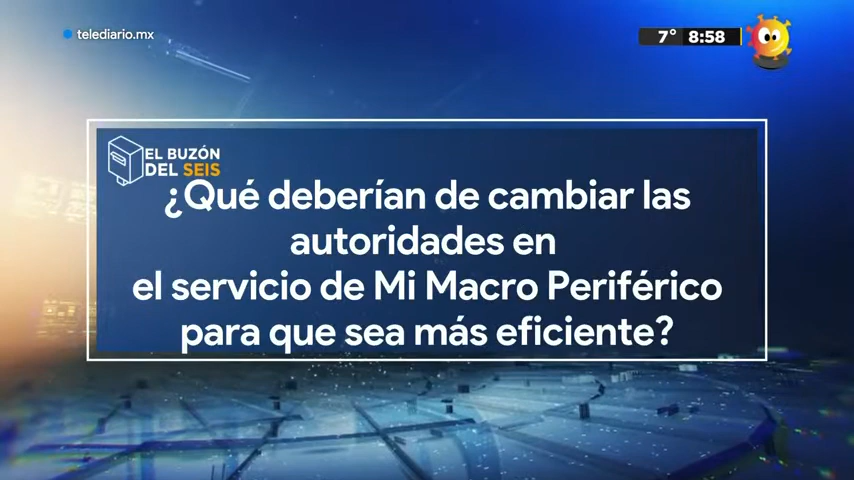 telediario.mx
7° 8:58
EL BUZÓN
DEL SEIS
¿Qué deberían de cambiar las
autoridades en
el servicio de Mi Macro Periférico
para que sea más eficiente?